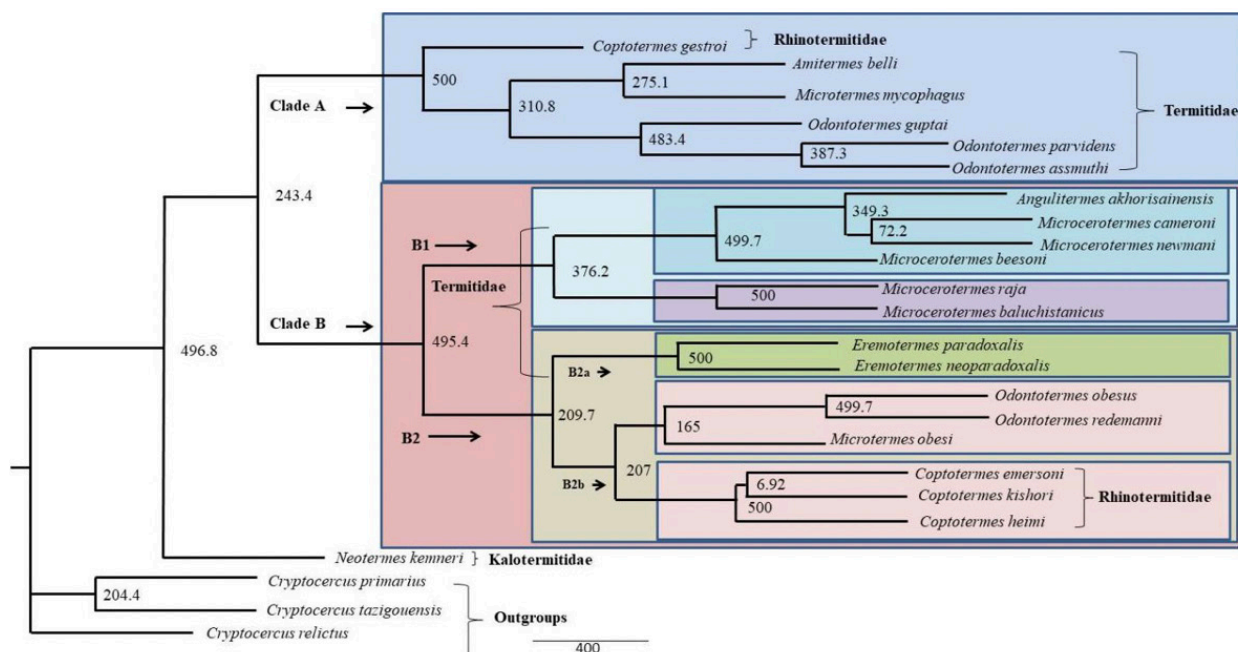 Coptotermes gestroi
Rhinotermitidae
Amitermes belli
500
275.1
Clade A
310.8
Microtermes mycophagus
Termitidae
Odontotermes guptai
483.4
Odontotermes parvidens
387.3
Odontotermes assmuthi
243.4
Angulitermes akhorisainensis
349.3
Microcerotermes cameroni
72.2
B1
499.7
Microcerotermes newmani
Microcerotermes beesoni
376.2
Termitidae
Microcerotermes raja
500
Microcerotermes baluchistanicus
Clade B
495.4
496.8
Eremotermes paradoxalis
500
B2a
Eremotermes neoparadoxalis
209.7
Odontotermes obesus
499.7
Odontotermes redemanni
165
B2
Microtermes obesi
207
Coptotermes emersoni
B2b
6.92
Coptotermes kishori
Rhinotermitidae
500
Coptotermes heimi
Neotermes kemneri
Kalotermitidae
Cryptocercus primarius
204.4
Cryptocercus tazigouensis
Outgroups
Cryptocercus relictus
400